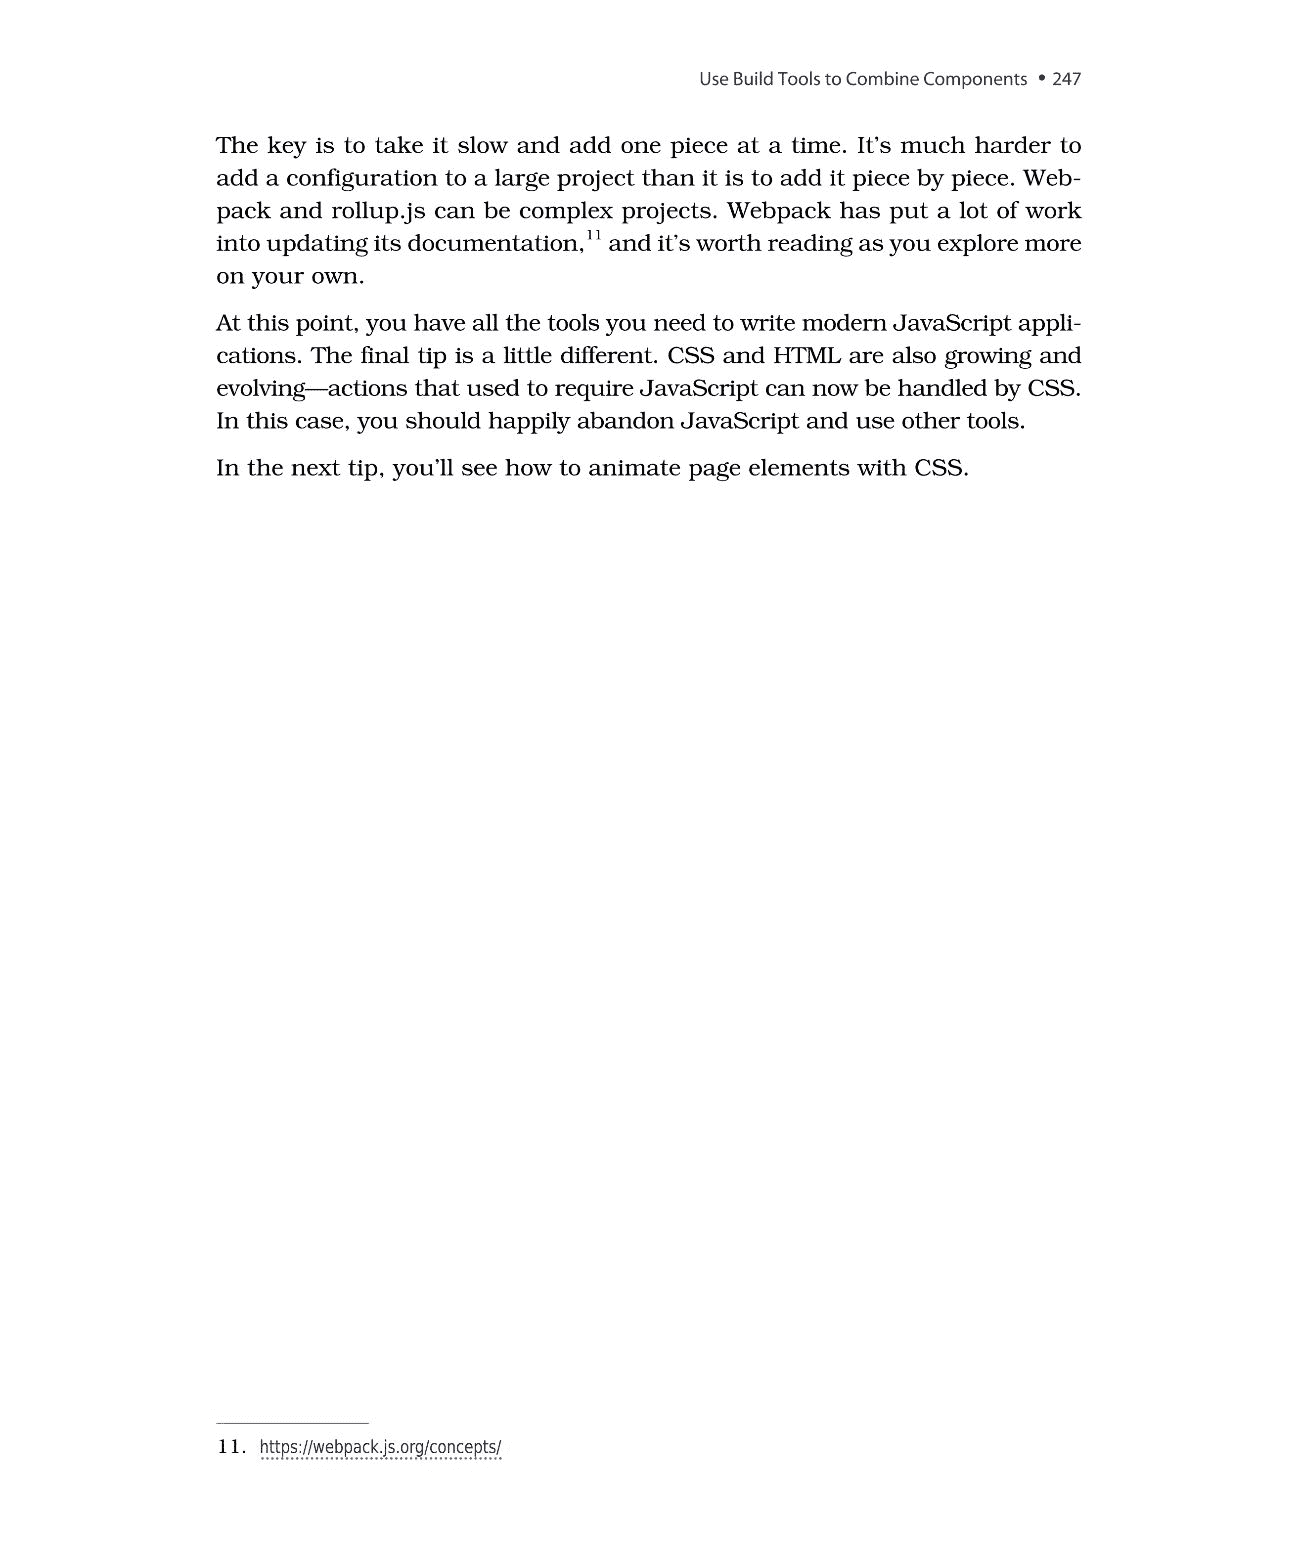 Use Build Tools to Combine Components • 247
The key is to take it slow and add one piece at a time. It’s much harder to
add a configuration to a large project than it is to add it piece by piece. Web-
pack and rollup.js can be complex projects. Webpack has put a lot of work
into updating its documentation,11 and it’s worth reading as you explore more
on your own.
At this point, you have all the tools you need to write modern JavaScript appli-
cations. The final tip is a little different. CSS and HTML are also growing and
evolving—actions that used to require JavaScript can now be handled by CSS.
In this case, you should happily abandon JavaScript and use other tools.
In the next tip, you’ll see how to animate page elements with CSS.
11. https://webpack.js.org/concepts/